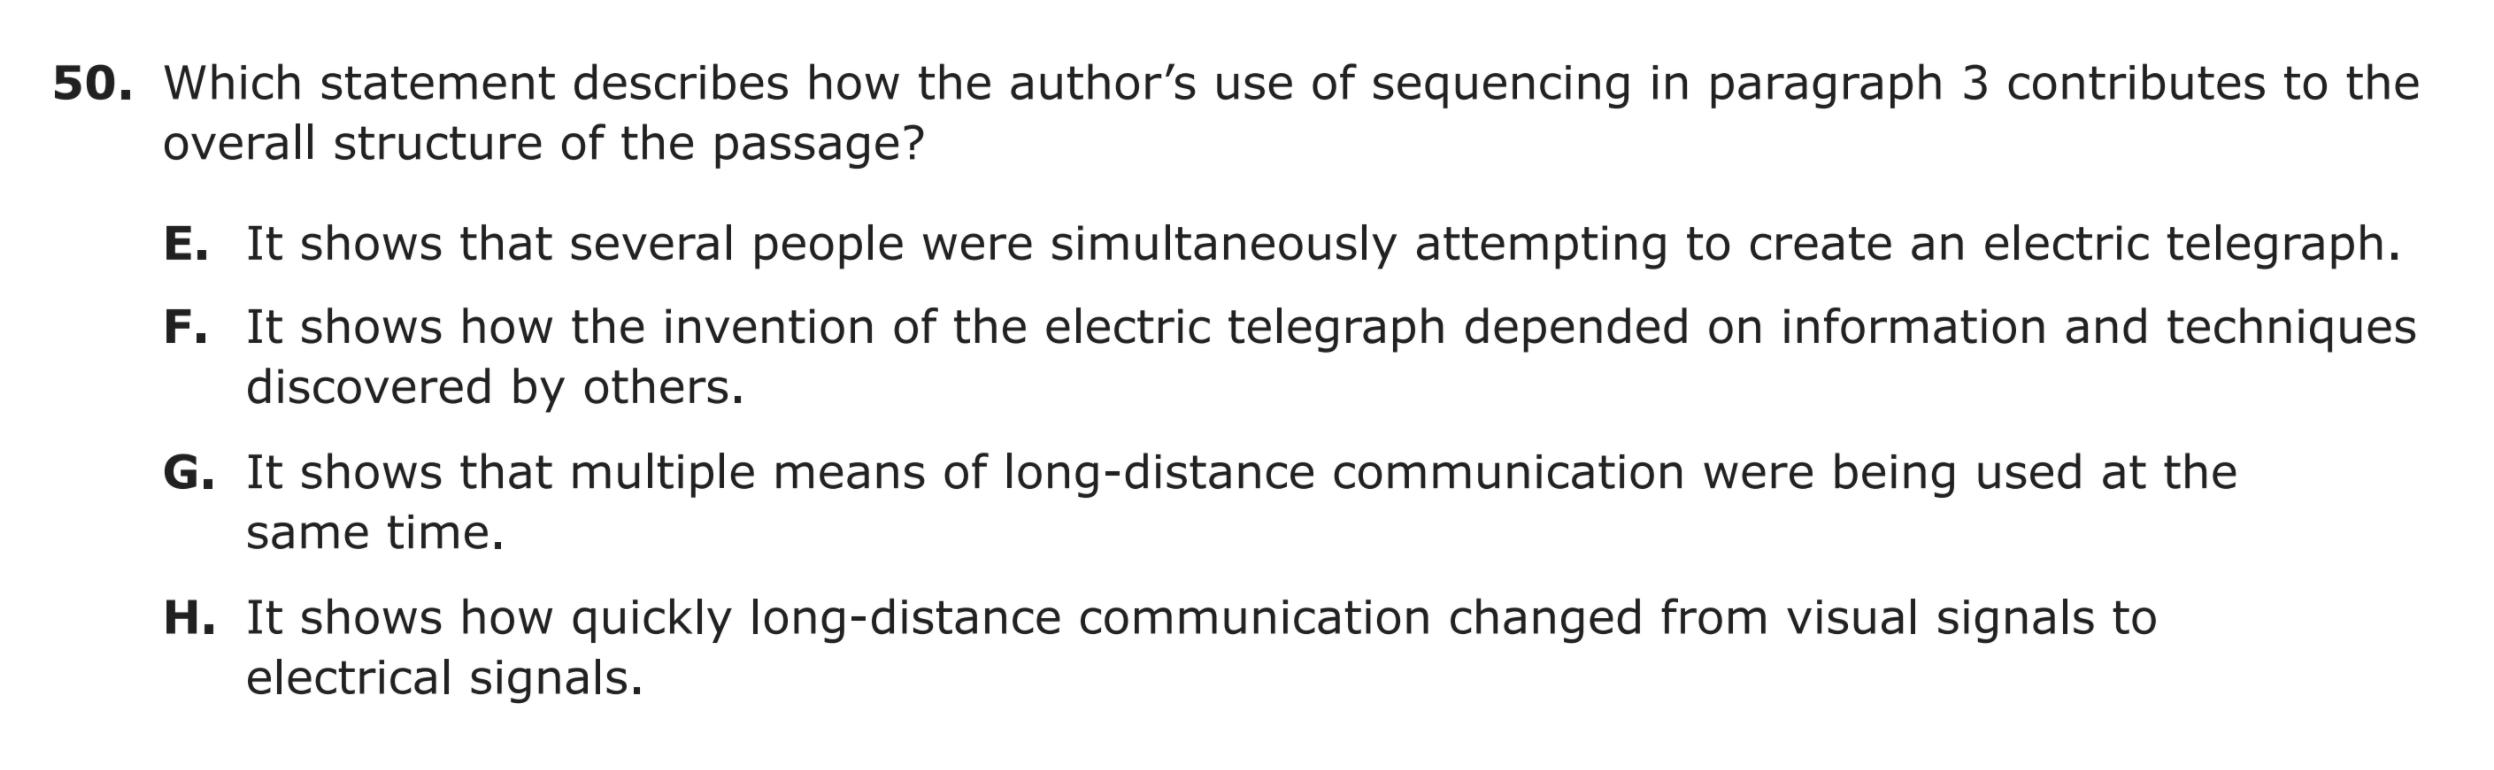 50. Which statement describes how the author’s use of sequencing in paragraph 3 contributes to the
overall structure of the passage?
E. It shows that several people were simultaneously attempting to create an electric telegraph.
F. It shows how the invention of the electric telegraph depended on information and techniques
discovered by others.
G. It shows that multiple means of long-distance communication were being used at the
same time.
H. It shows how quickly long-distance communication changed from visual signals to
electrical signals.